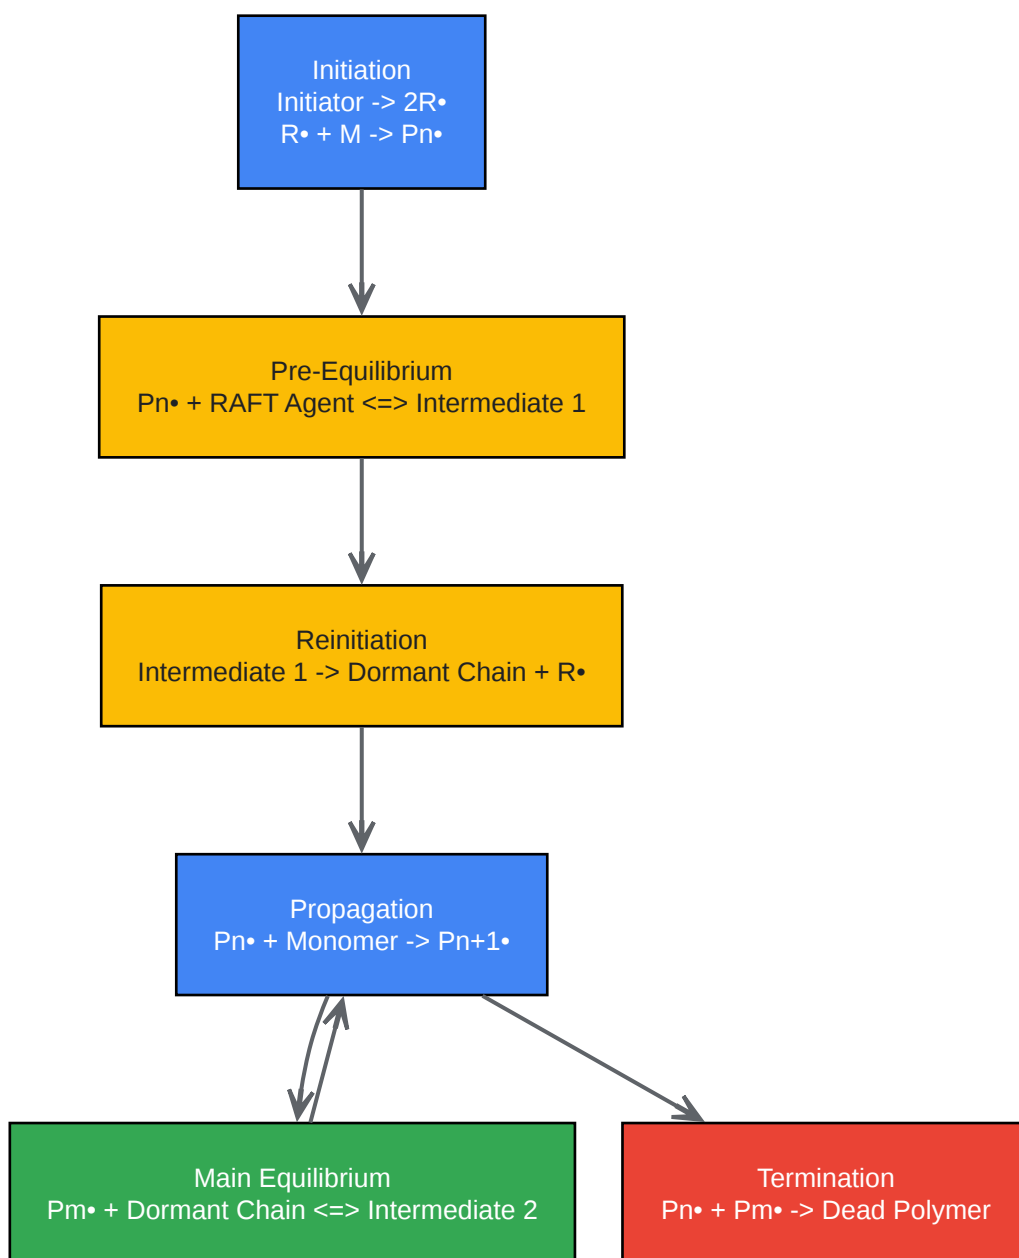 Initiation
Initiator -> 2R•
R• + M -> Pn•
Pre-Equilibrium
Pn• + RAFT Agent <=> Intermediate 1
Reinitiation
Intermediate 1 -> Dormant Chain + R•
Propagation
Pn• + Monomer -> Pn+1•
Main Equilibrium
Pm• + Dormant Chain <=> Intermediate 2
Termination
Pn• + Pm• -> Dead Polymer